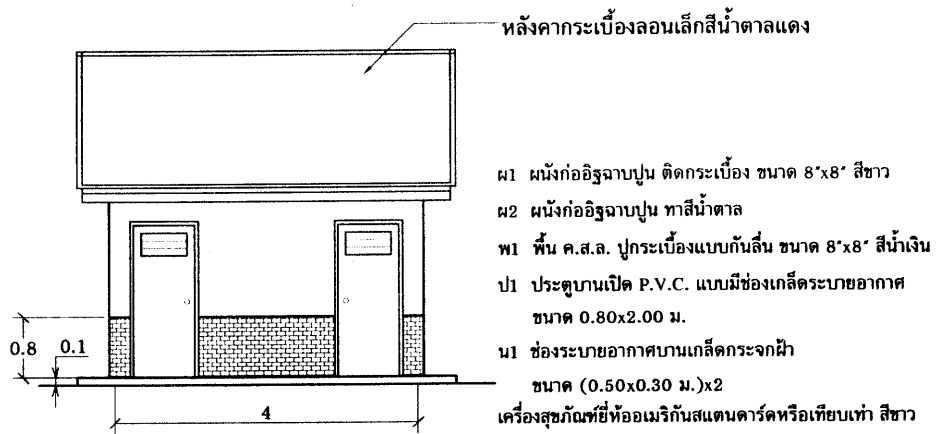 หลังคากระเบื้องลอนเล็กสีน้ำตาลแดง
ผ1 ผนังก่ออิฐฉาบปูน ติดกระเบื้อง ขนาด 8"x8" สีขาว
ผ2 ผนังก่ออิฐฉาบปูน ทาสีน้ำตาล
พ1 พื้น ค.ส.ล. ปูกระเบื้องแบบกันลื่น ขนาด 8"x8" สีน้ำเงิน
ป1 ประตูบานเปิด P.V.C. แบบมีช่องเกล็ดระบายอากาศ
ขนาด 0.80x2.00 ม.
น1 ช่องระบายอากาศบานเกล็ดกระจกฝ้า
ขนาด (0.50x0.30 ม.)x2
เครื่องสุขภัณฑ์ยี่ห้ออเมริกันสแตนดาร์ดหรือเทียบเท่า สีขาว
0.8
0.1
4